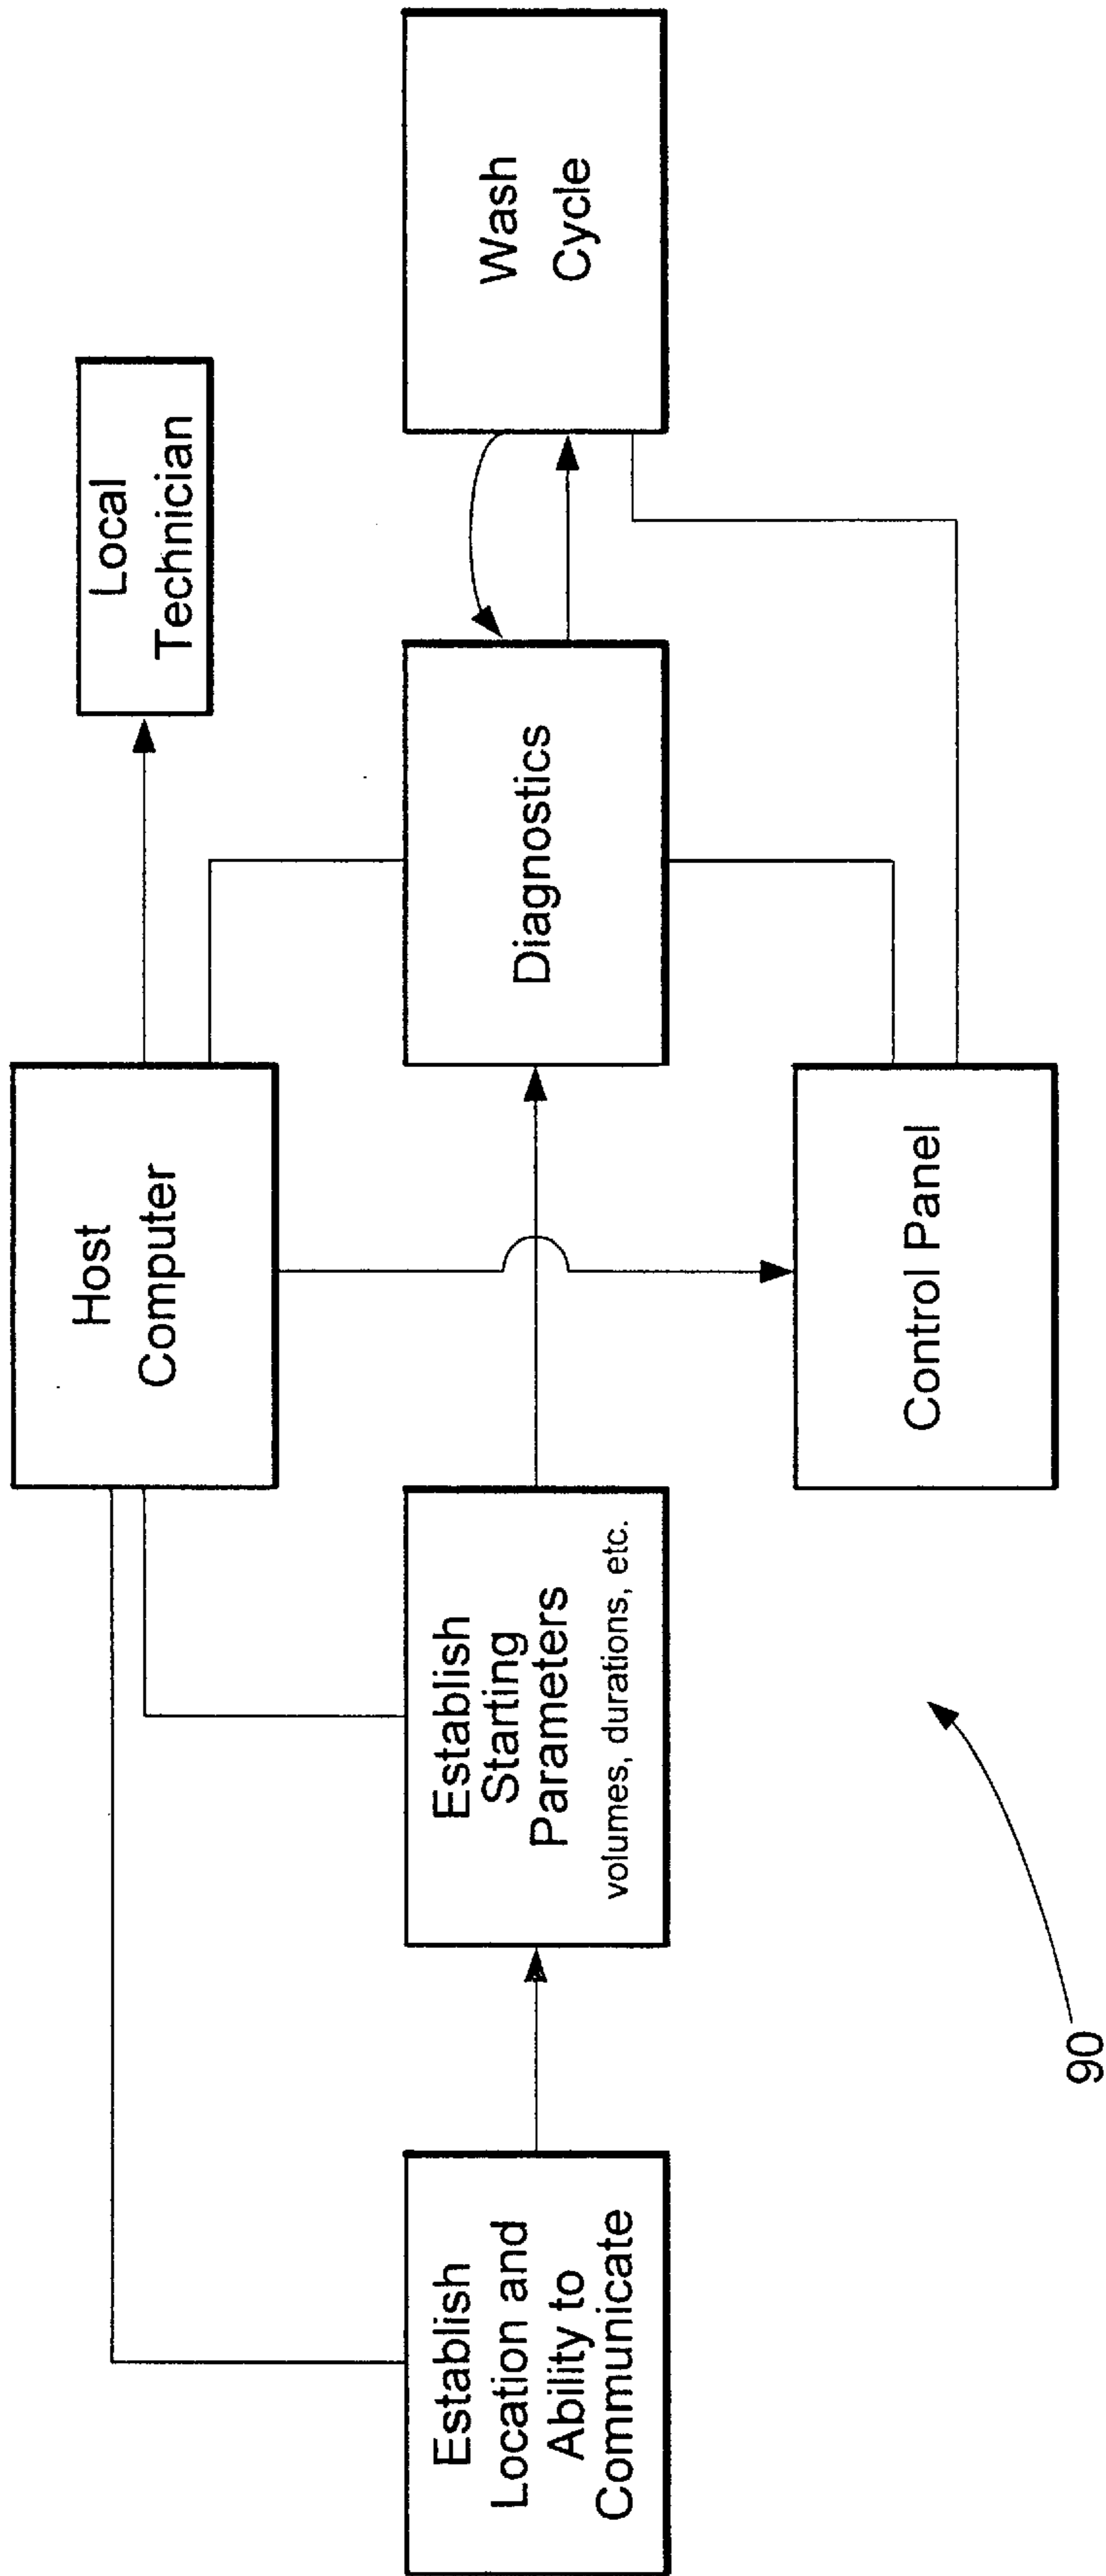 Host
Computer
Local
Technician
Establish
Location and
Ability to
Communicate
Establish
Starting
Parameters
volumes, durations, etc.
Diagnostics
Wash
Cycle
Control Panel
90